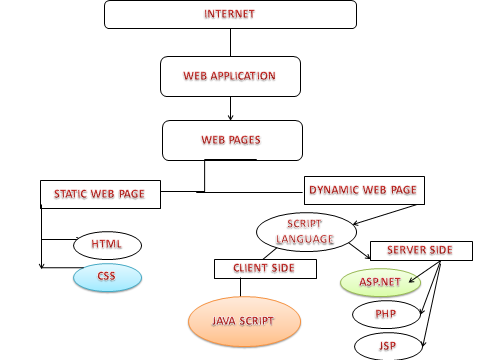 INTERNET
WEB APPLICATION
WEB PAGES
STATIC WEB PAGE
DYNAMIC WEB PAGE
SCRIPT
LANGUAGE
HTML
SERVER SIDE
CLIENT SIDE
CSS
ASP.NET
JAVA SCRIPT
PHP
JSP